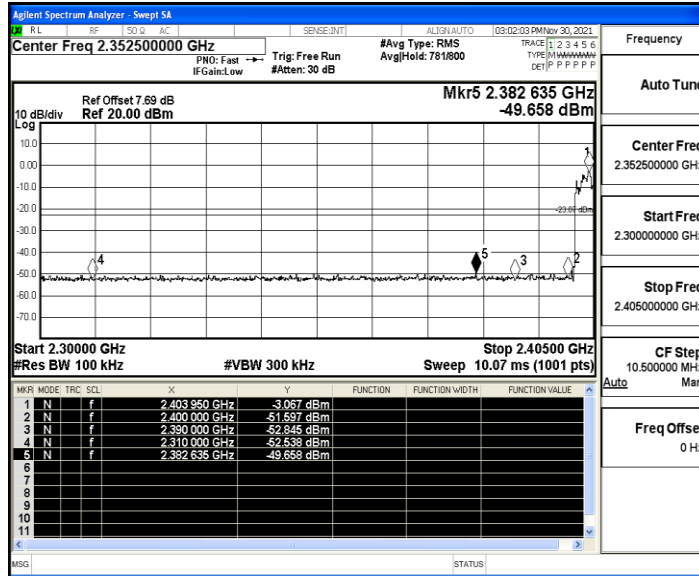 Agilent Spectrum Analyzer - Swept SA
RL RF 50 Ω AC SENSE:INT ALIGN AUTO 03:02:03 PM Nov 30, 2021
Center Freq 2.352500000 GHz
PNO: Fast
IFGain:Low
Trig: Free Run
#Atten: 30 dB
#Avg Type: RMS
Avg|Hold: 781/800
TRACE 1 2 3 4 5 6
TYPE
DET P P P P P P
Ref Offset 7.69 dB
10 dB/div Ref 20.00 dBm
Log
Mkr5 2.382 635 GHz
-49.658 dBm
10.0
0.00
-10.0
-20.0
-30.0
-40.0
-50.0
-60.0
-70.0
1
-23.07 dBm
4
5
3
2
Start 2.30000 GHz Stop 2.40500 GHz
#Res BW 100 kHz #VBW 300 kHz Sweep 10.07 ms (1001 pts)
MKR MODE TRC SCL X Y FUNCTION FUNCTION WIDTH FUNCTION VALUE
1 N f 2.403 950 GHz -3.067 dBm
2 N f 2.400 000 GHz -51.597 dBm
3 N f 2.390 000 GHz -52.845 dBm
4 N f 2.310 000 GHz -52.538 dBm
5 N f 2.382 635 GHz -49.658 dBm
6
7
8
9
10
11
MSG STATUS
Frequency
Auto Tune
Center Freq
2.352500000 GHz
Start Freq
2.300000000 GHz
Stop Freq
2.405000000 GHz
CF Step
10.500000 MHz
Auto Man
Freq Offset
0 Hz